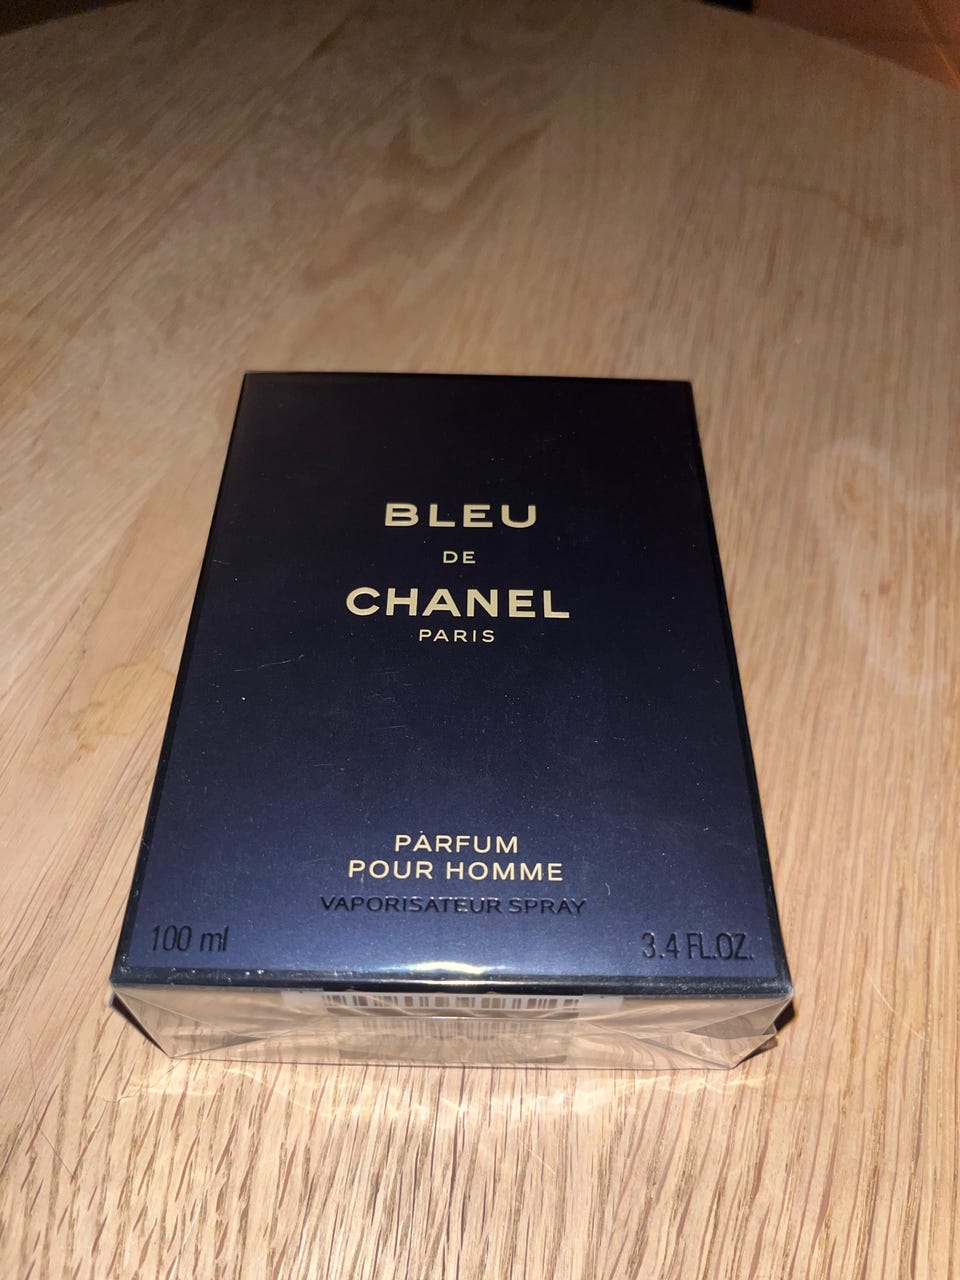 BLEU
DE
CHANEL
PARIS
PARFUM
POUR HOMME
VAPORISATEUR SPRAY
100 ml 3.4 FL.OZ.